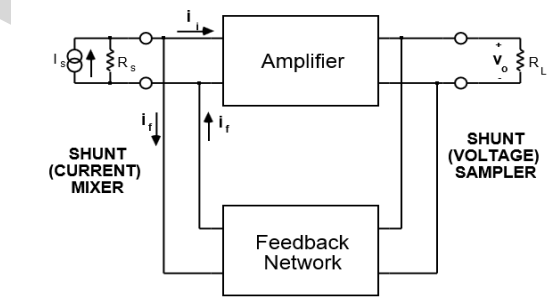 i i
Amplifier
I s
R s
+
v o
-
R L
i f
i f
SHUNT
(CURRENT)
MIXER
SHUNT
(VOLTAGE)
SAMPLER
Feedback
Network